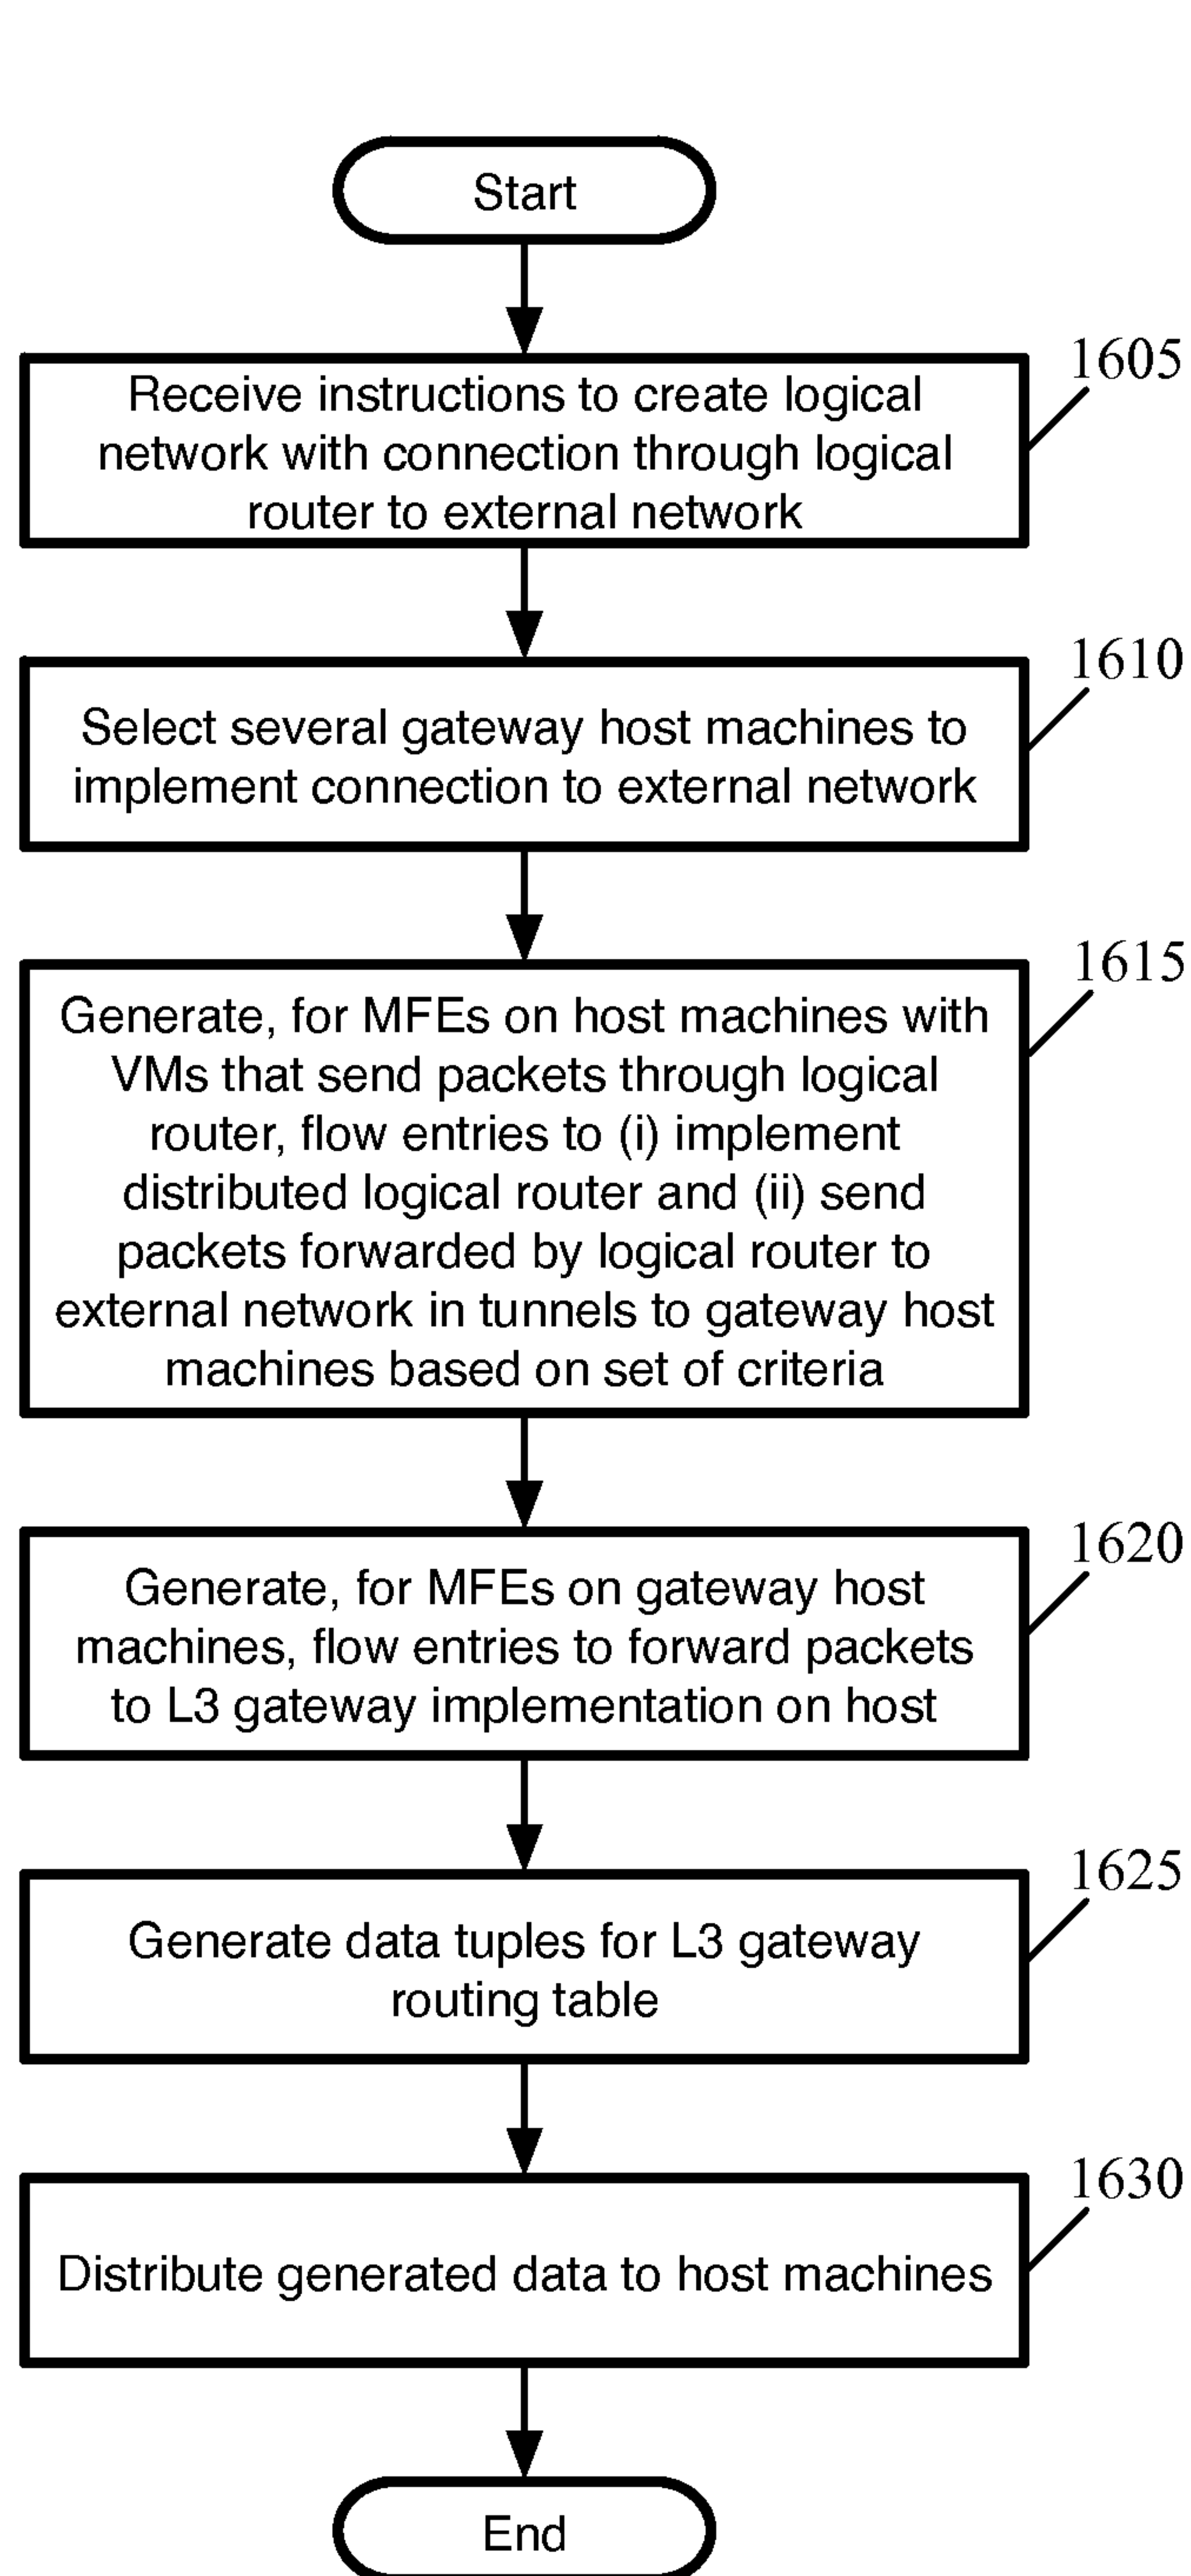 Start
1605
Receive instructions to create logical
network with connection through logical
router to external network
1610
Select several gateway host machines to
implement connection to external network
1615
Generate, for MFEs on host machines with
VMs that send packets through logical
router, flow entries to (i) implement
distributed logical router and (ii) send
packets forwarded by logical router to
external network in tunnels to gateway host
machines based on set of criteria
1620
Generate, for MFEs on gateway host
machines, flow entries to forward packets
to L3 gateway implementation on host
1625
Generate data tuples for L3 gateway
routing table
1630
Distribute generated data to host machines
End